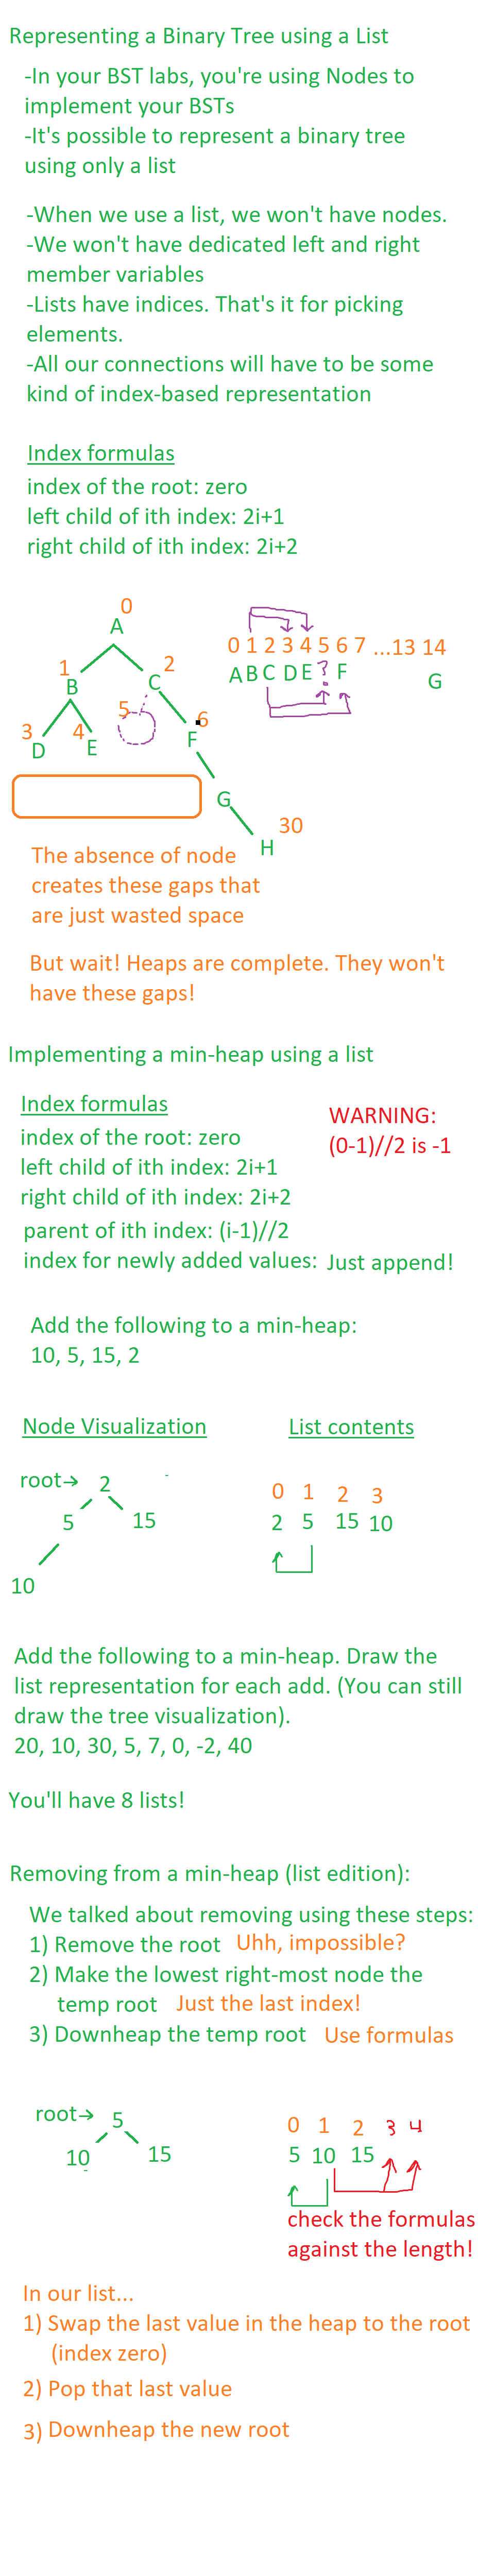 Representing a Binary Tree using a List
-In your BST labs, you're using Nodes to
implement your BSTs
-It's possible to represent a binary tree
using only a list
-When we use a list, we won't have nodes.
-We won't have dedicated left and right
member variables
-Lists have indices. That's it for picking
elements.
-All our connections will have to be some
kind of index-based representation
Index formulas
index of the root: zero
left child of ith index: 2i+1
right child of ith index: 2i+2
0
A
1 2
B C
5 6
3 4
D E F
G
H 30
0 1 2 3 4 5 6 7 ...13 14
A B C D E ? F G
The absence of node
creates these gaps that
are just wasted space
But wait! Heaps are complete. They won't
have these gaps!
Implementing a min-heap using a list
Index formulas
index of the root: zero
left child of ith index: 2i+1
right child of ith index: 2i+2
parent of ith index: (i-1)//2
index for newly added values: Just append!
WARNING:
(0-1)//2 is -1
Add the following to a min-heap:
10, 5, 15, 2
Node Visualization
root→ 2
5 15
10
List contents
0 1 2 3
2 5 15 10
Add the following to a min-heap. Draw the
list representation for each add. (You can still
draw the tree visualization).
20, 10, 30, 5, 7, 0, -2, 40
You'll have 8 lists!
Removing from a min-heap (list edition):
We talked about removing using these steps:
1) Remove the root Uhh, impossible?
2) Make the lowest right-most node the
temp root Just the last index!
3) Downheap the temp root Use formulas
root→ 5
10 15
0 1 2 3 4
5 10 15
check the formulas
against the length!
In our list...
1) Swap the last value in the heap to the root
(index zero)
2) Pop that last value
3) Downheap the new root